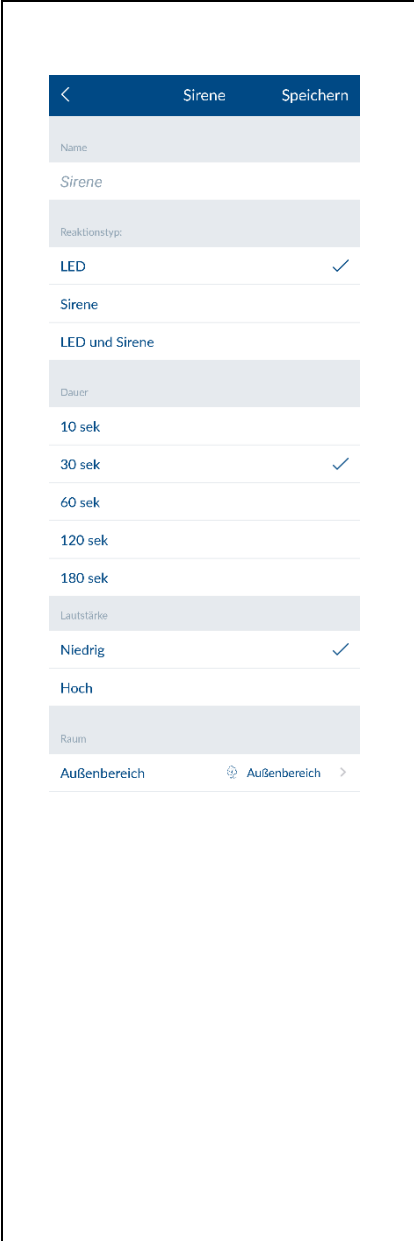 Sirene Speichern
Name
Sirene
Reaktionstyp:
LED
Sirene
LED und Sirene
Dauer
10 sek
30 sek
60 sek
120 sek
180 sek
Lautstärke
Niedrig
Hoch
Raum
Außenbereich Außenbereich